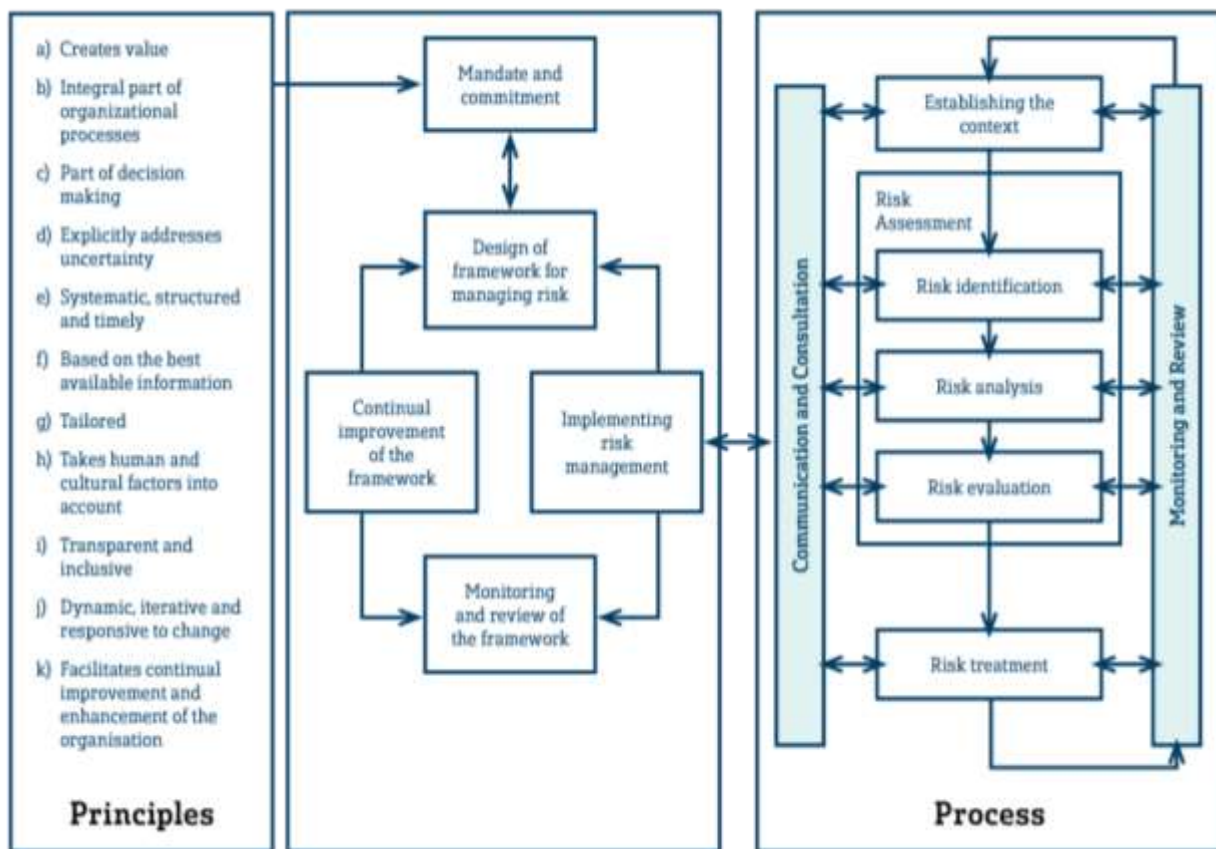 a) Creates value
b) Integral part of
organizational
processes
c) Part of decision
making
d) Explicitly addresses
uncertainty
e) Systematic, structured
and timely
f) Based on the best
available information
g) Tailored
h) Takes human and
cultural factors into
account
i) Transparent and
inclusive
j) Dynamic, iterative and
responsive to change
k) Facilitates continual
improvement and
enhancement of the
organisation
Principles
Mandate and
commitment
Design of
framework for
managing risk
Continual
improvement
of the
framework
Implementing
risk
management
Monitoring
and review of
the framework
Communication and Consultation
Establishing the
context
Risk
Assessment
Risk identification
Risk analysis
Risk evaluation
Risk treatment
Monitoring and Review
Process